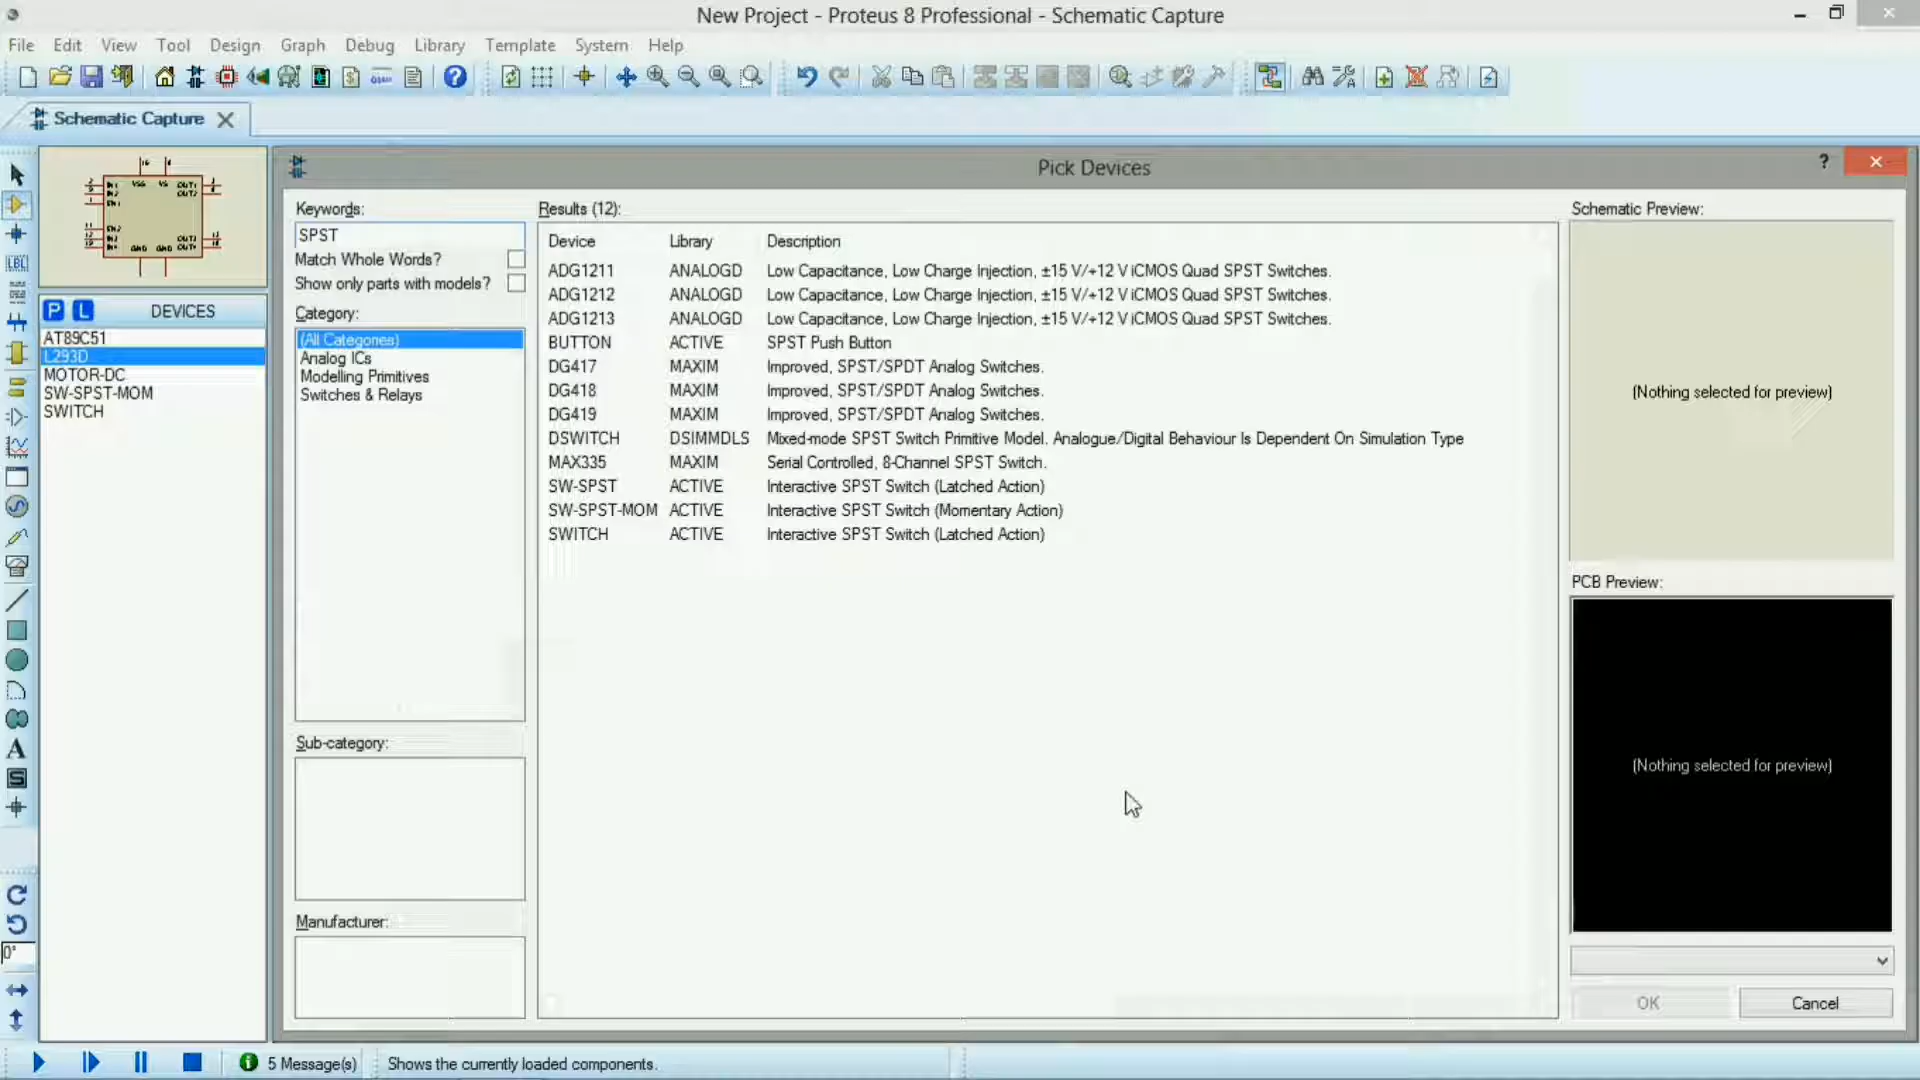 New Project - Proteus 8 Professional - Schematic Capture
File Edit View Tool Design Graph Debug Library Template System Help
Schematic Capture
Pick Devices
P L DEVICES
AT89C51
L293D
MOTOR-DC
SW-SPST-MOM
SWITCH
Keywords:
SPST
Match Whole Words?
Show only parts with models?
Category:
(All Categories)
Analog ICs
Modelling Primitives
Switches & Relays
Sub-category:
Manufacturer:
Results (12):
Device Library Description
ADG1211 ANALOGD Low Capacitance, Low Charge Injection, ±15 V/+12 V iCMOS Quad SPST Switches.
ADG1212 ANALOGD Low Capacitance, Low Charge Injection, ±15 V/+12 V iCMOS Quad SPST Switches.
ADG1213 ANALOGD Low Capacitance, Low Charge Injection, ±15 V/+12 V iCMOS Quad SPST Switches.
BUTTON ACTIVE SPST Push Button
DG417 MAXIM Improved, SPST/SPDT Analog Switches.
DG418 MAXIM Improved, SPST/SPDT Analog Switches.
DG419 MAXIM Improved, SPST/SPDT Analog Switches.
DSWITCH DSIMMDLS Mixed-mode SPST Switch Primitive Model. Analogue/Digital Behaviour Is Dependent On Simulation Type
MAX335 MAXIM Serial Controlled, 8-Channel SPST Switch.
SW-SPST ACTIVE Interactive SPST Switch (Latched Action)
SW-SPST-MOM ACTIVE Interactive SPST Switch (Momentary Action)
SWITCH ACTIVE Interactive SPST Switch (Latched Action)
Schematic Preview:
(Nothing selected for preview)
PCB Preview:
(Nothing selected for preview)
OK Cancel
0°
5 Message(s) Shows the currently loaded components.